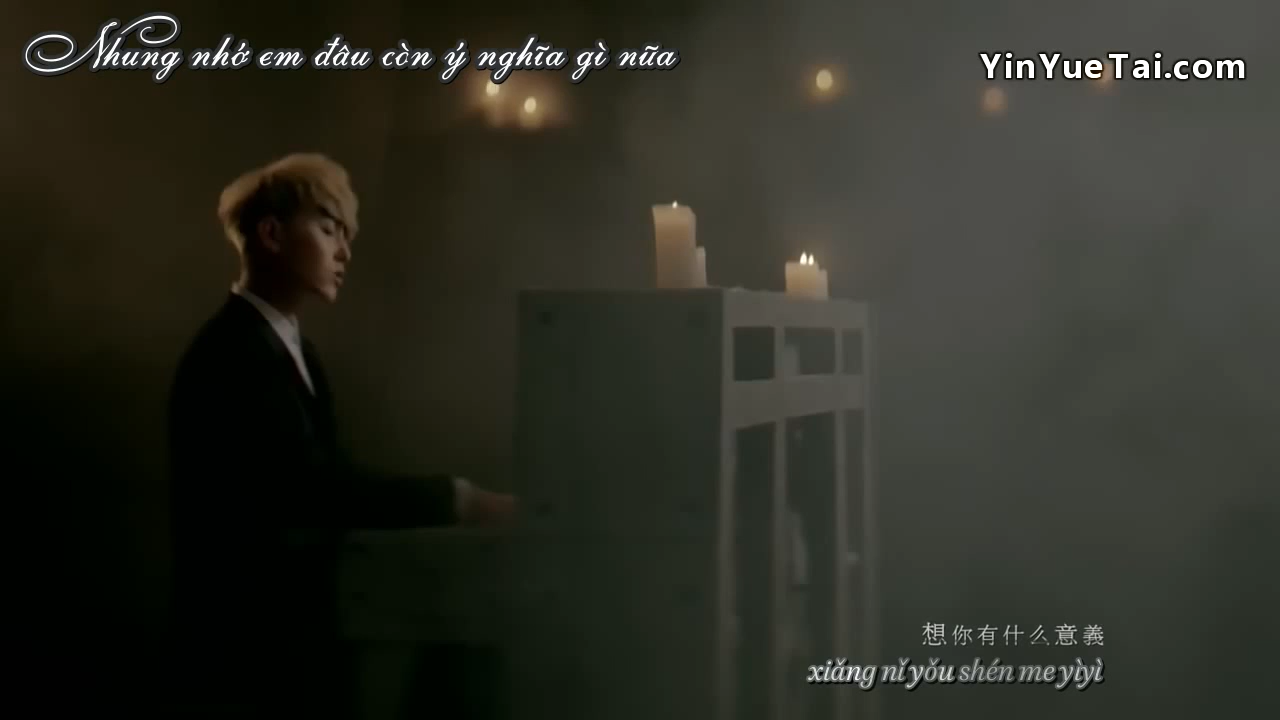 Nhung nhớ em đâu còn ý nghĩa gì nữa
YinYueTai.com
想你有什么意義
xiǎng nǐ yǒu shén me yìyì